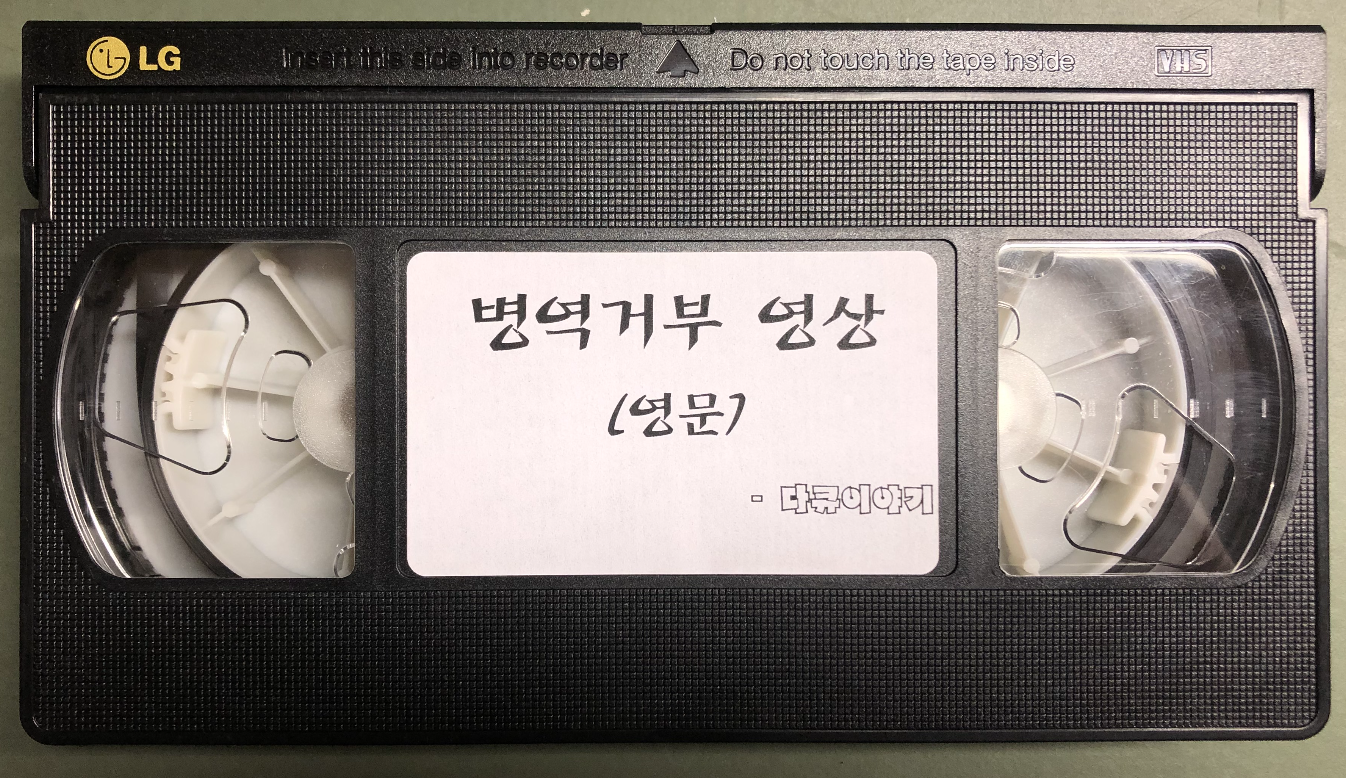 LG Insert this side into recorder Do not touch the tape inside VHS
병역거부 영상
(영문)
- 다큐이야기